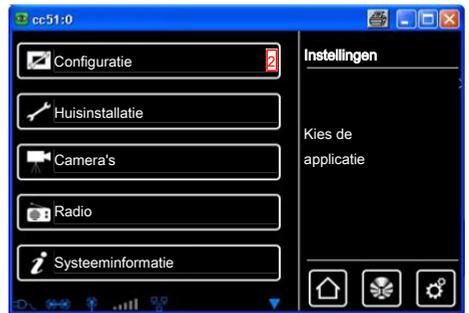 cc51:0
Configuratie 2
Huisinstallatie
Camera's
Radio
Systeeminformatie
Instellingen
Kies de
applicatie